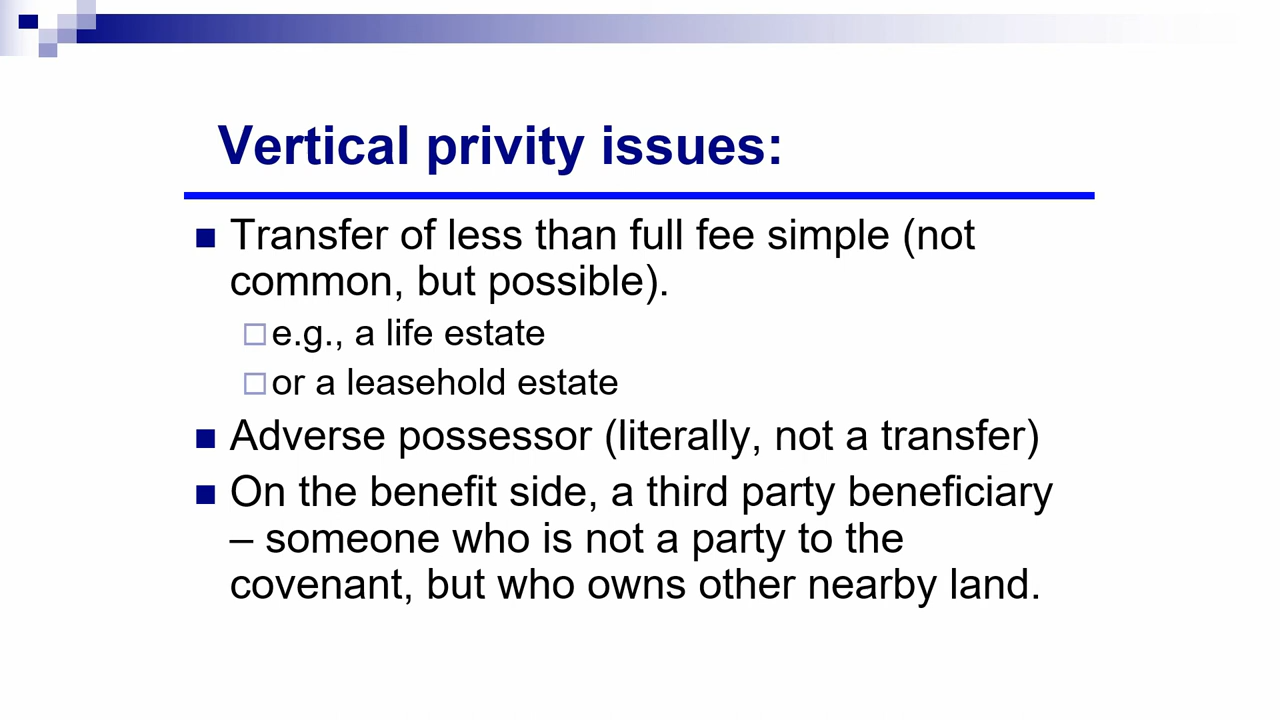 Vertical privity issues:
Transfer of less than full fee simple (not
common, but possible).
e.g., a life estate
or a leasehold estate
Adverse possessor (literally, not a transfer)
On the benefit side, a third party beneficiary
– someone who is not a party to the
covenant, but who owns other nearby land.